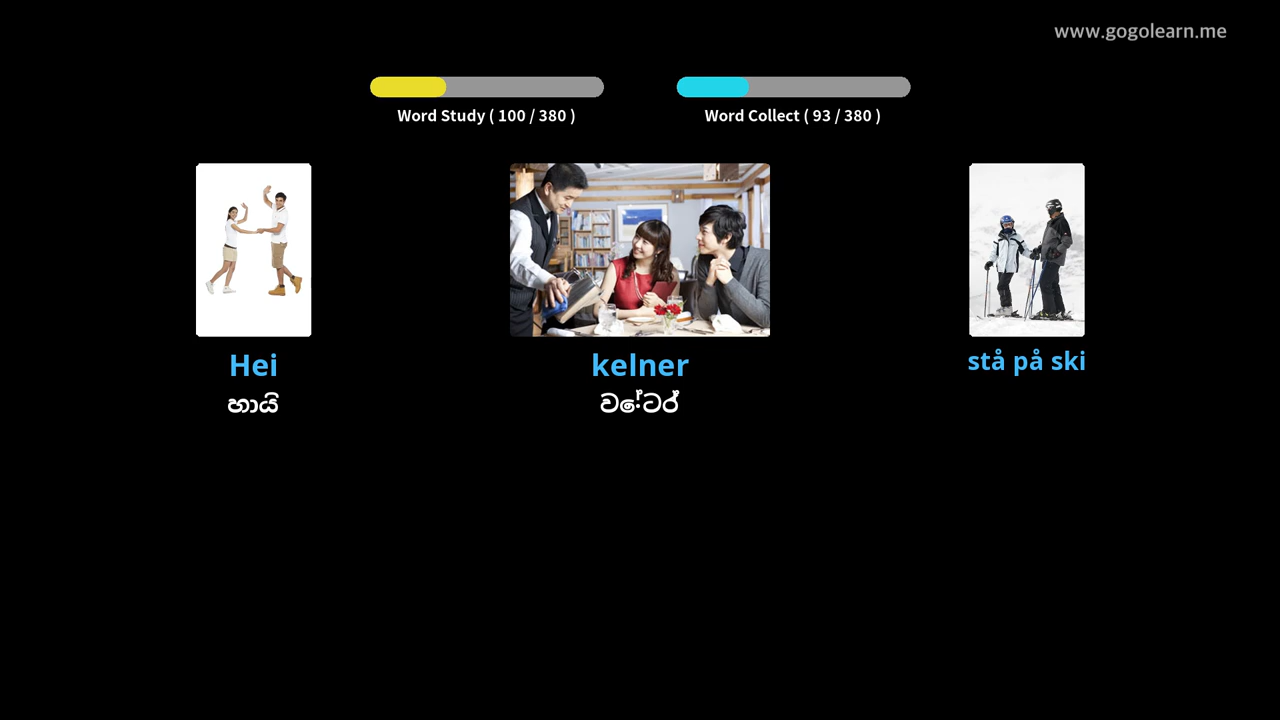 www.gogolearn.me
Word Study ( 100 / 380 )
Word Collect ( 93 / 380 )
Hei
හායි
kelner
වේටර්
stå på ski